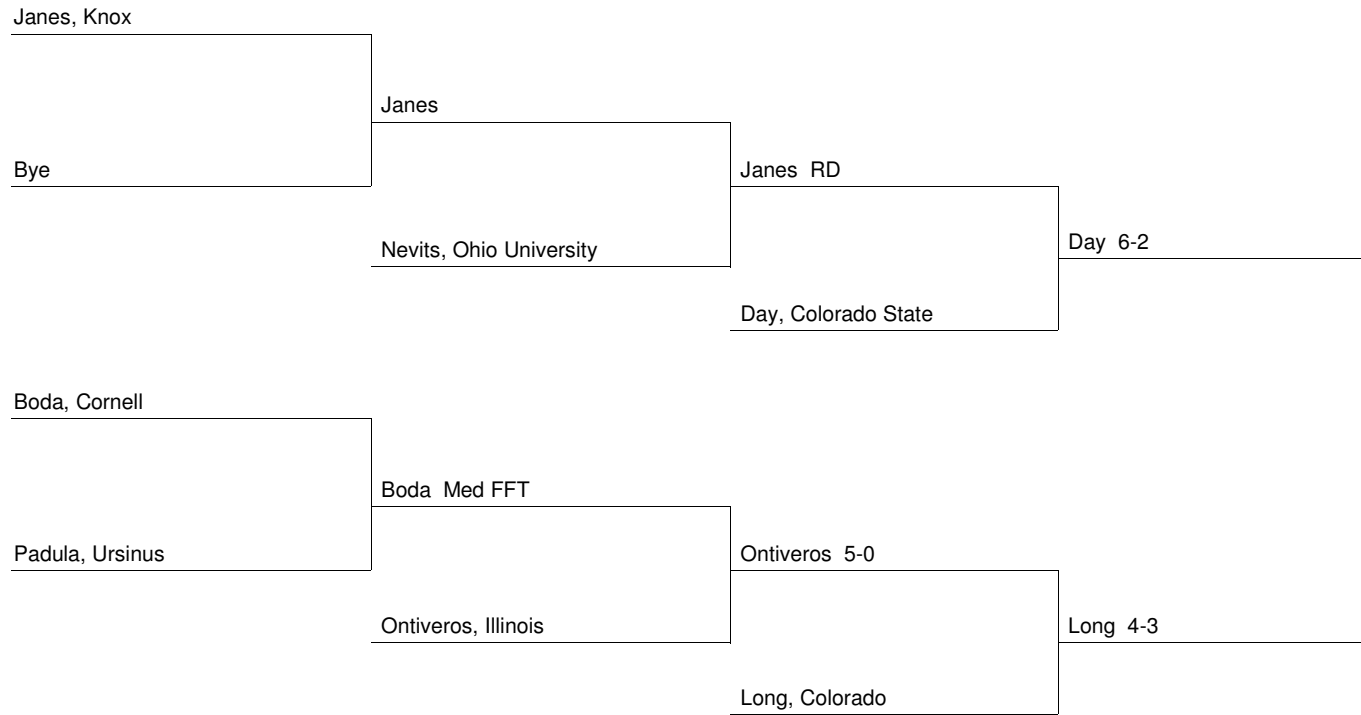 Janes, Knox
Janes
Bye
Janes  RD
Day  6-2
Nevits, Ohio University
Day, Colorado State
Boda, Cornell
Boda  Med FFT
Padula, Ursinus
Ontiveros  5-0
Ontiveros, Illinois
Long  4-3
Long, Colorado